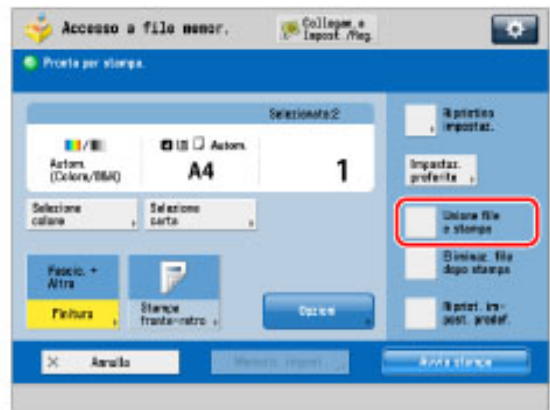 Accesso a file memor.
Collegam. e
Impost./Reg.
Pronta per stampa.
Selezionato:2
Ripristino
impostaz.
Autom.
Autom.
(Colore/B&N)
A4
1
Impostaz.
preferite
Selezione
colore
Selezione
carta
Unione file
e stampa
Eliminaz. file
dopo stampa
Fascic. +
Altro
Finitura
Stampa
fronte-retro
Opzioni
Riprist. im-
post. predef.
Annulla
Avvia stampa